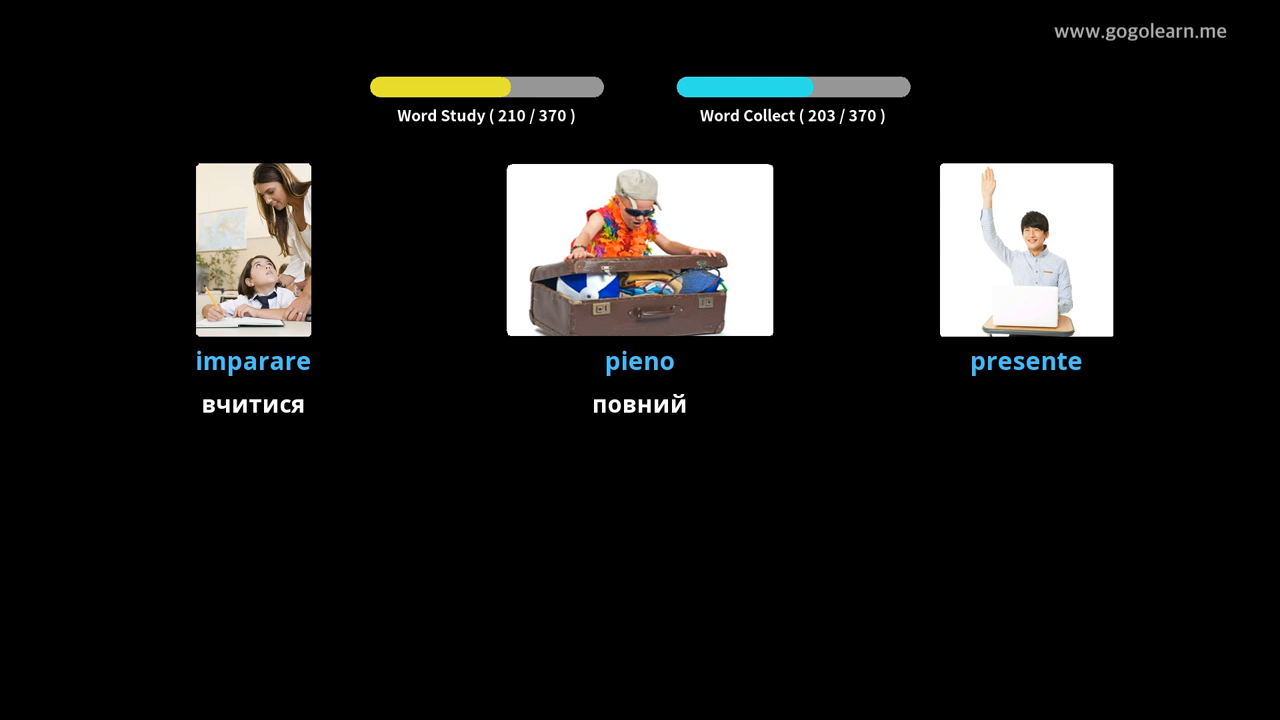 www.gogolearn.me
Word Study ( 210 / 370 )
Word Collect ( 203 / 370 )
imparare
pieno
presente
вчитися
повний